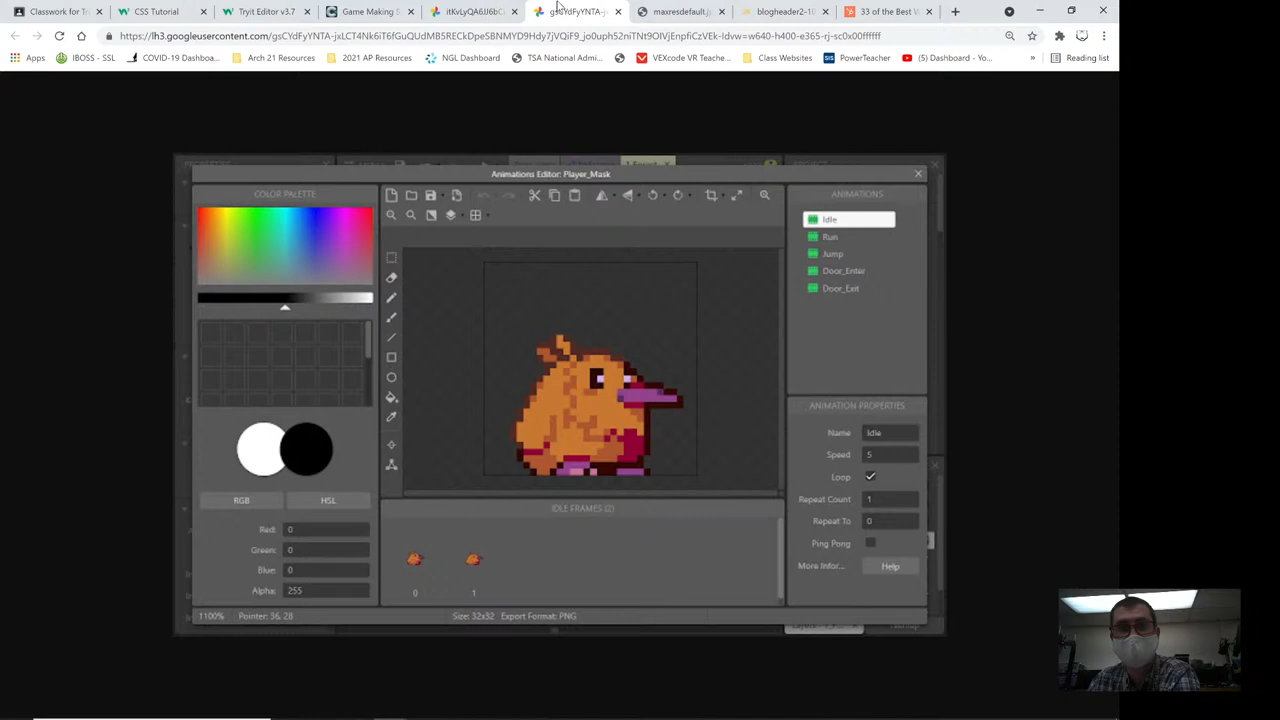 Classwork for Tr
CSS Tutorial
Tryit Editor v3.7
Game Making S
itKvLyQA6JJ6bC
gsCYdFyYNTA-j
maxresdefault.jp
blogheader2-10
33 of the Best V
Apps
IBOSS - SSL
COVID-19 Dashboa...
Arch 21 Resources
2021 AP Resources
NGL Dashboard
TSA National Admi...
VEXcode VR Teache...
Class Websites
PowerTeacher
(5) Dashboard - Yo...
Reading list
Animations Editor: Player_Mask
COLOR PALETTE
ANIMATIONS
Idle
Run
Jump
Door_Enter
Door_Exit
ANIMATION PROPERTIES
Name Idle
Speed 5
Loop
Repeat Count 1
Repeat To 0
Ping Pong
More Infor... Help
RGB HSL
Red: 0
Green: 0
Blue: 0
Alpha: 255
IDLE FRAMES (2)
0 1
1100% Pointer: 36, 28
Size: 32x32 Export Format: PNG